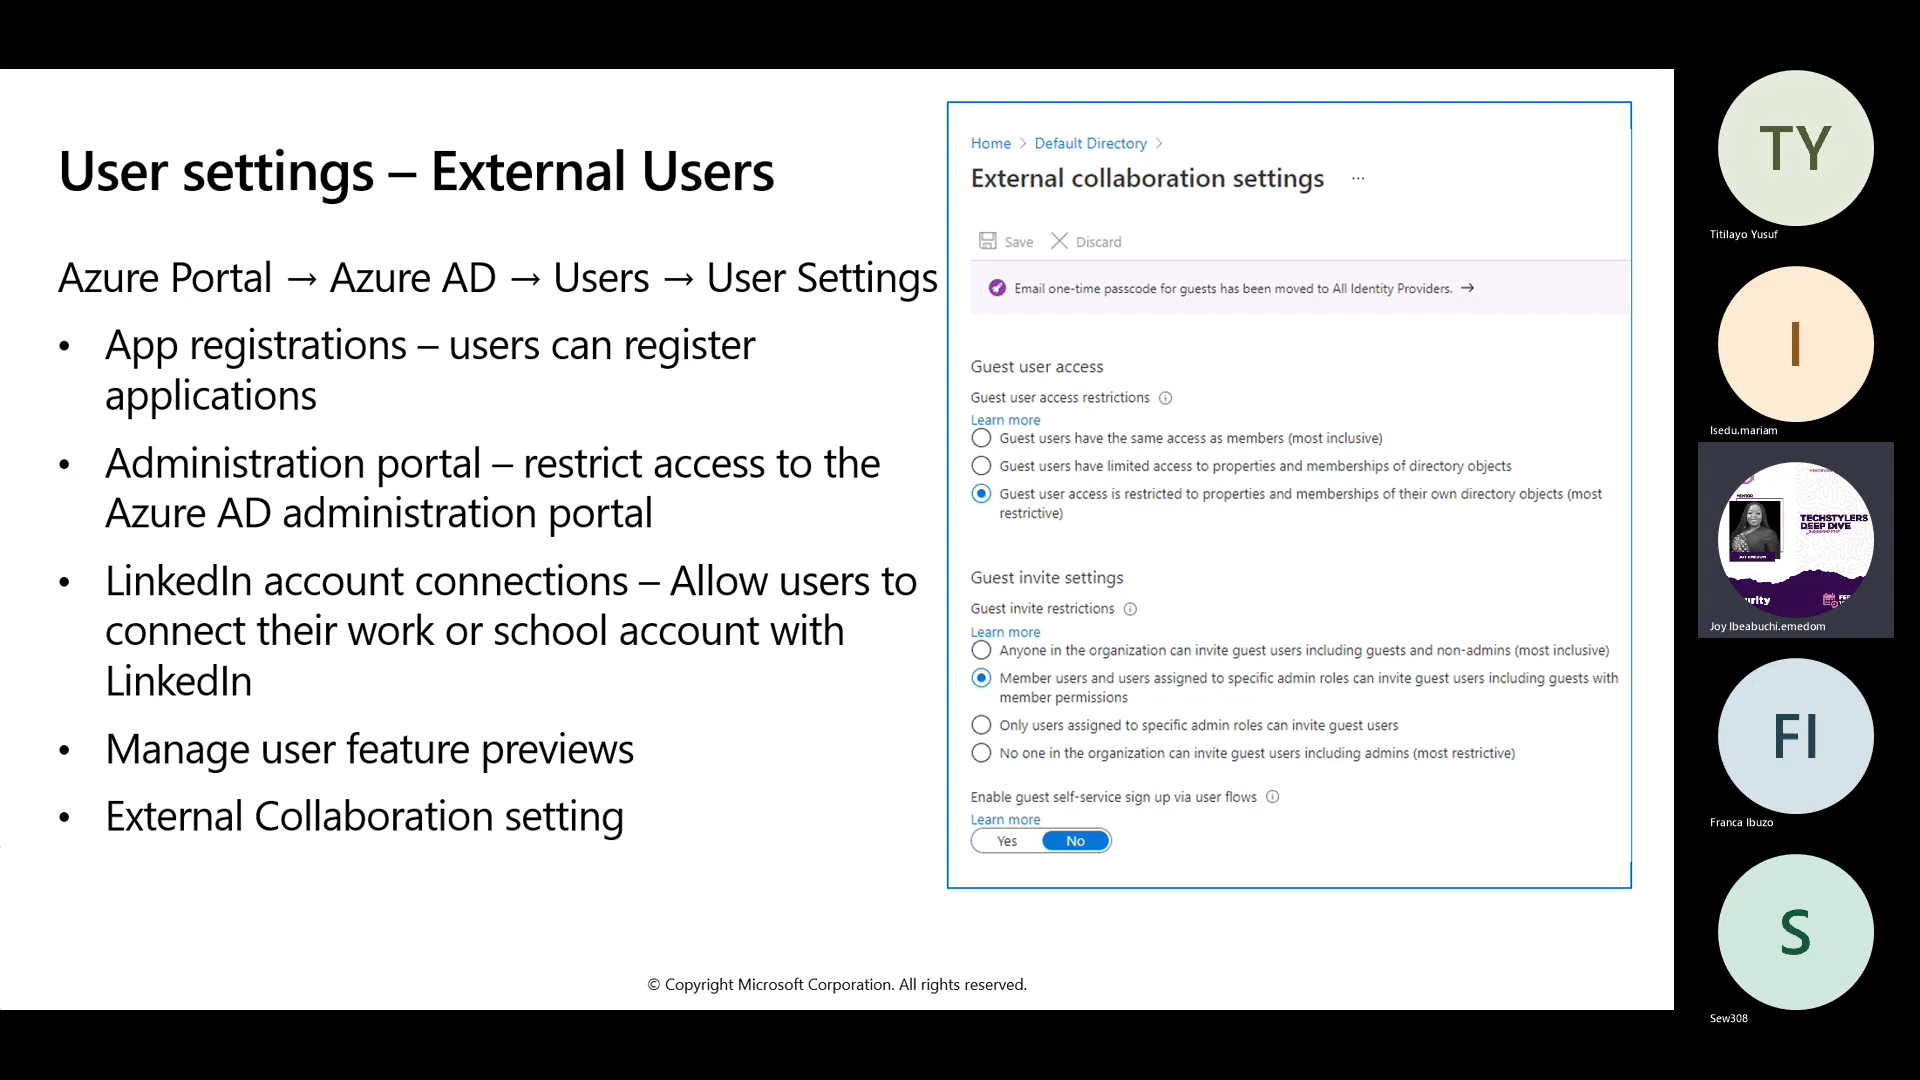 User settings – External Users
Azure Portal → Azure AD → Users → User Settings
• App registrations – users can register
applications
• Administration portal – restrict access to the
Azure AD administration portal
• LinkedIn account connections – Allow users to
connect their work or school account with
LinkedIn
• Manage user feature previews
• External Collaboration setting
Home > Default Directory >
External collaboration settings ...
Save Discard
Email one-time passcode for guests has been moved to All Identity Providers. →
Guest user access
Guest user access restrictions
Learn more
Guest users have the same access as members (most inclusive)
Guest users have limited access to properties and memberships of directory objects
Guest user access is restricted to properties and memberships of their own directory objects (most
restrictive)
Guest invite settings
Guest invite restrictions
Learn more
Anyone in the organization can invite guest users including guests and non-admins (most inclusive)
Member users and users assigned to specific admin roles can invite guest users including guests with
member permissions
Only users assigned to specific admin roles can invite guest users
No one in the organization can invite guest users including admins (most restrictive)
Enable guest self-service sign up via user flows
Learn more
Yes No
© Copyright Microsoft Corporation. All rights reserved.
TY
Titilayo Yusuf
I
Isedu.mariam
MENTOR
TECHSTYLERS
DEEP DIVE
Joy Ibeabuchi.emedom
FI
Franca Ibuzo
S
Sew308